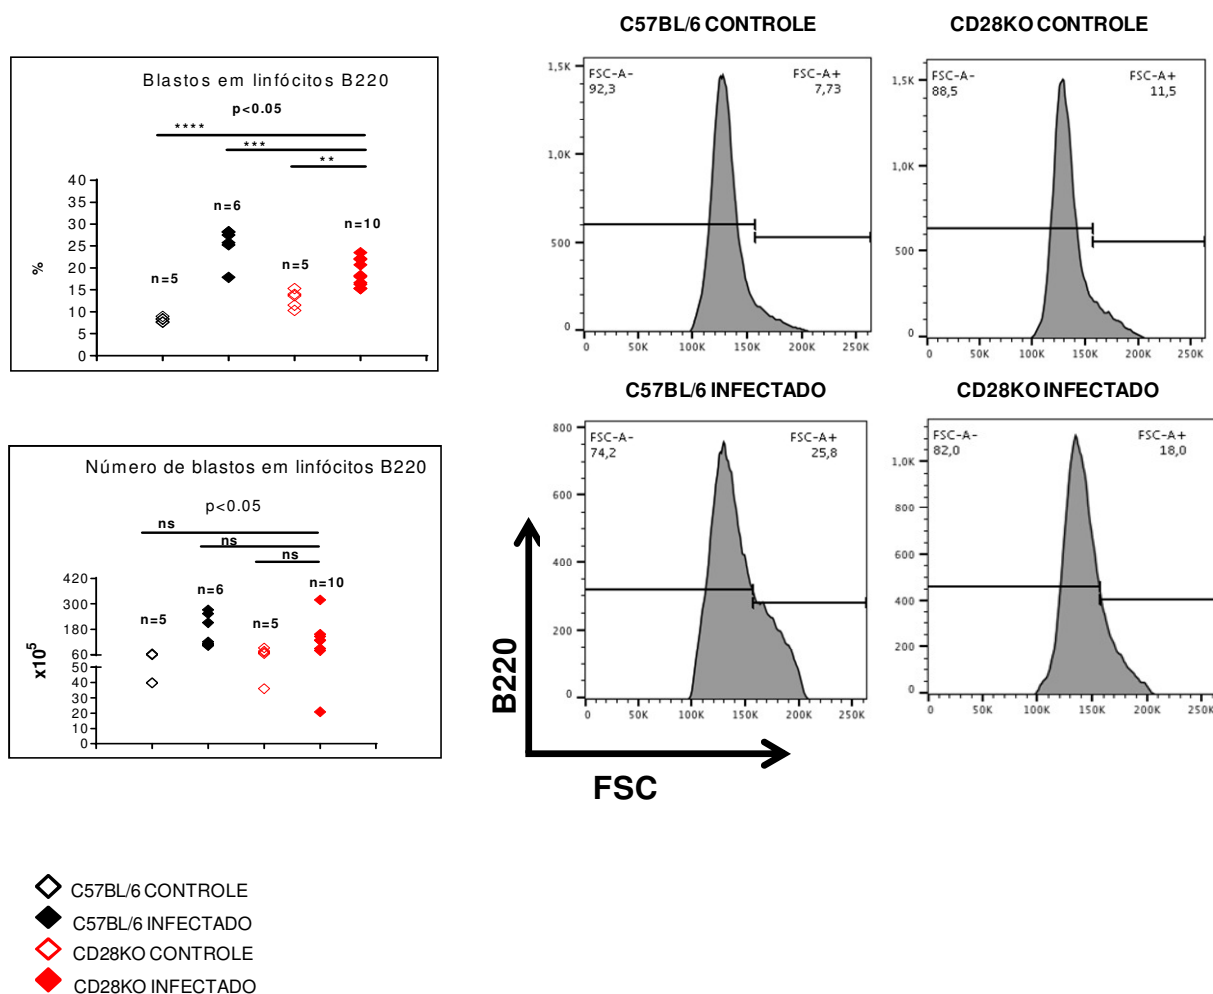 Blastos em linfócitos B220
p<0.05
****
***
**
40
35
30
25
20
15
10
5
0
%
n=5
n=6
n=5
n=10
Número de blastos em linfócitos B220
p<0.05
ns
ns
ns
420
300
180
60
50
40
30
20
10
0
x10⁵
n=5
n=6
n=5
n=10
C57BL/6 CONTROLE
FSC-A-
92,3
FSC-A+
7,73
1,5K
1,0K
500
0
0 50K 100K 150K 200K 250K
CD28KO CONTROLE
FSC-A-
88,5
FSC-A+
11,5
1,5K
1,0K
500
0
0 50K 100K 150K 200K 250K
C57BL/6 INFECTADO
FSC-A-
74,2
FSC-A+
25,8
800
600
400
200
0
0 50K 100K 150K 200K 250K
CD28KO INFECTADO
FSC-A-
82,0
FSC-A+
18,0
1,0K
800
600
400
200
0
0 50K 100K 150K 200K 250K
B220
FSC
C57BL/6 CONTROLE
C57BL/6 INFECTADO
CD28KO CONTROLE
CD28KO INFECTADO